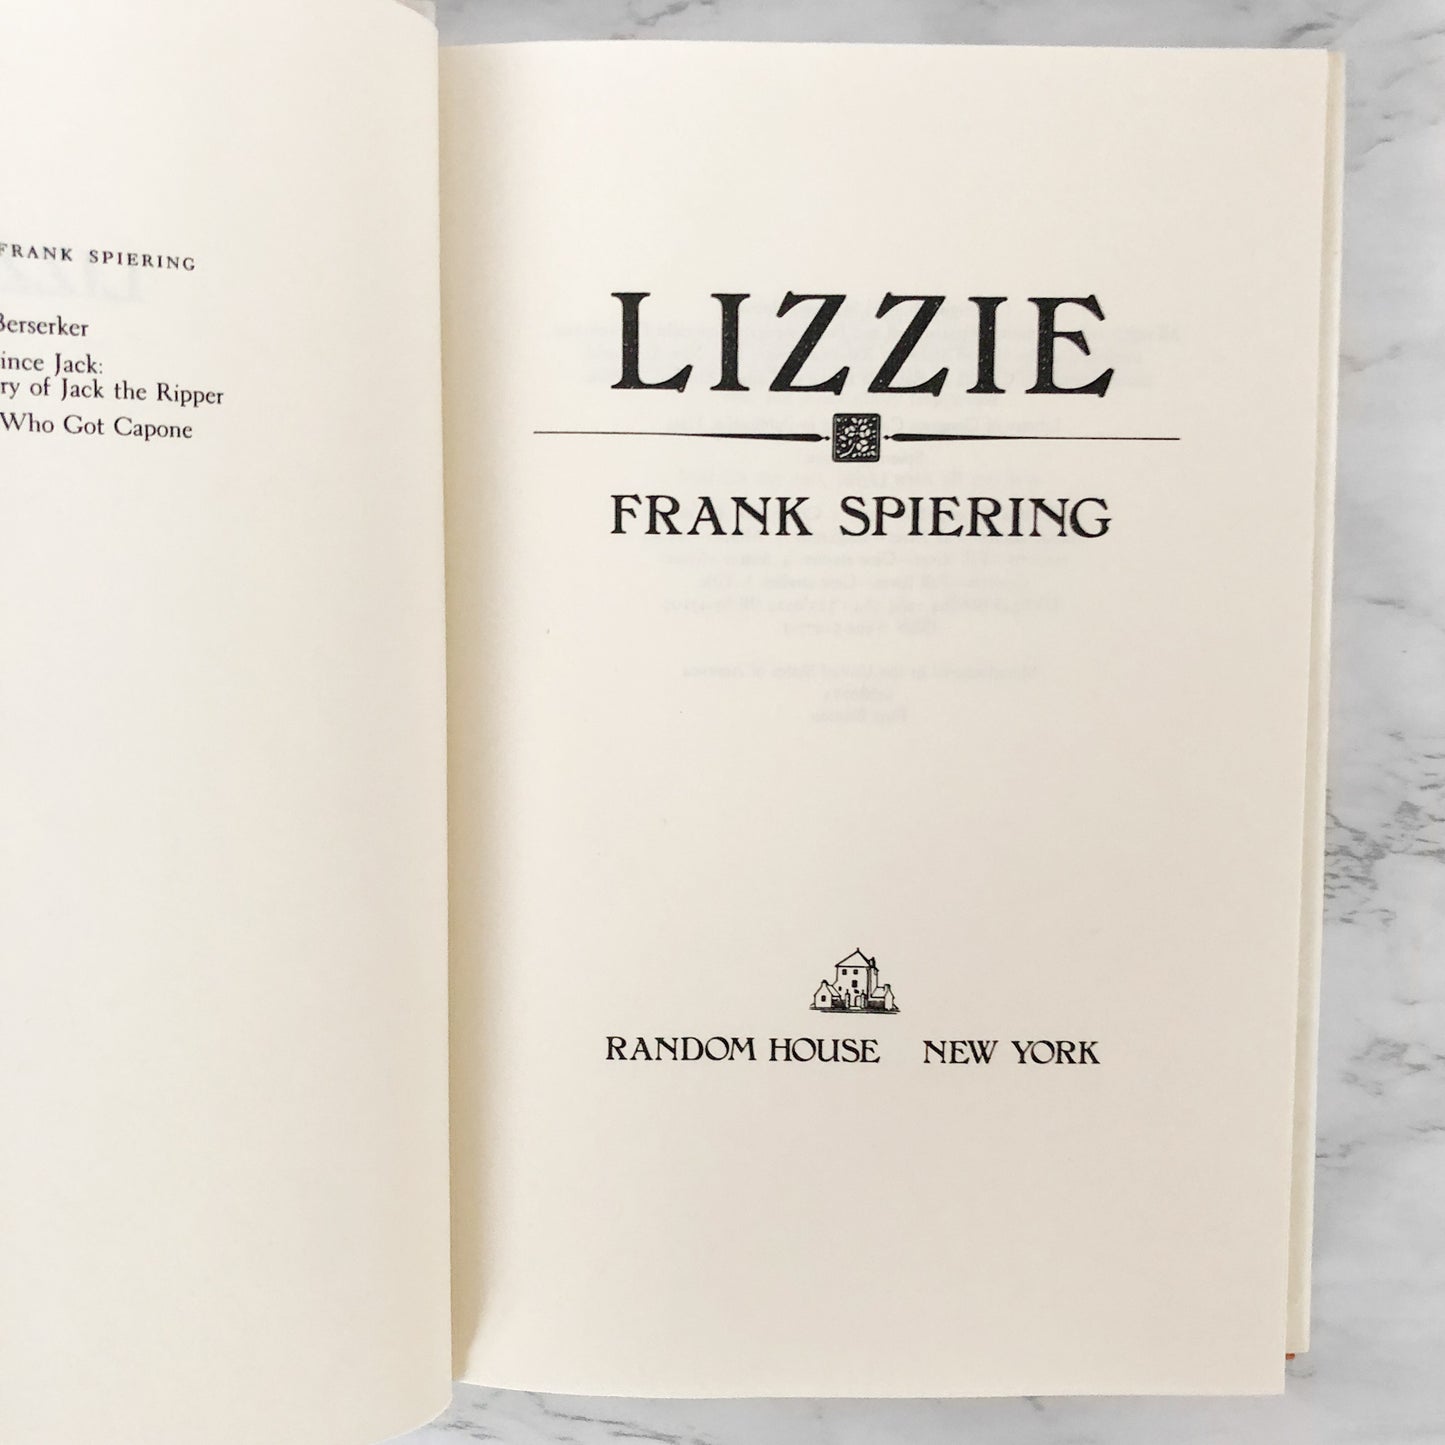 FRANK SPIERING
Berserker
ince Jack:
ry of Jack the Ripper
Who Got Capone
LIZZIE
FRANK SPIERING
RANDOM HOUSE NEW YORK